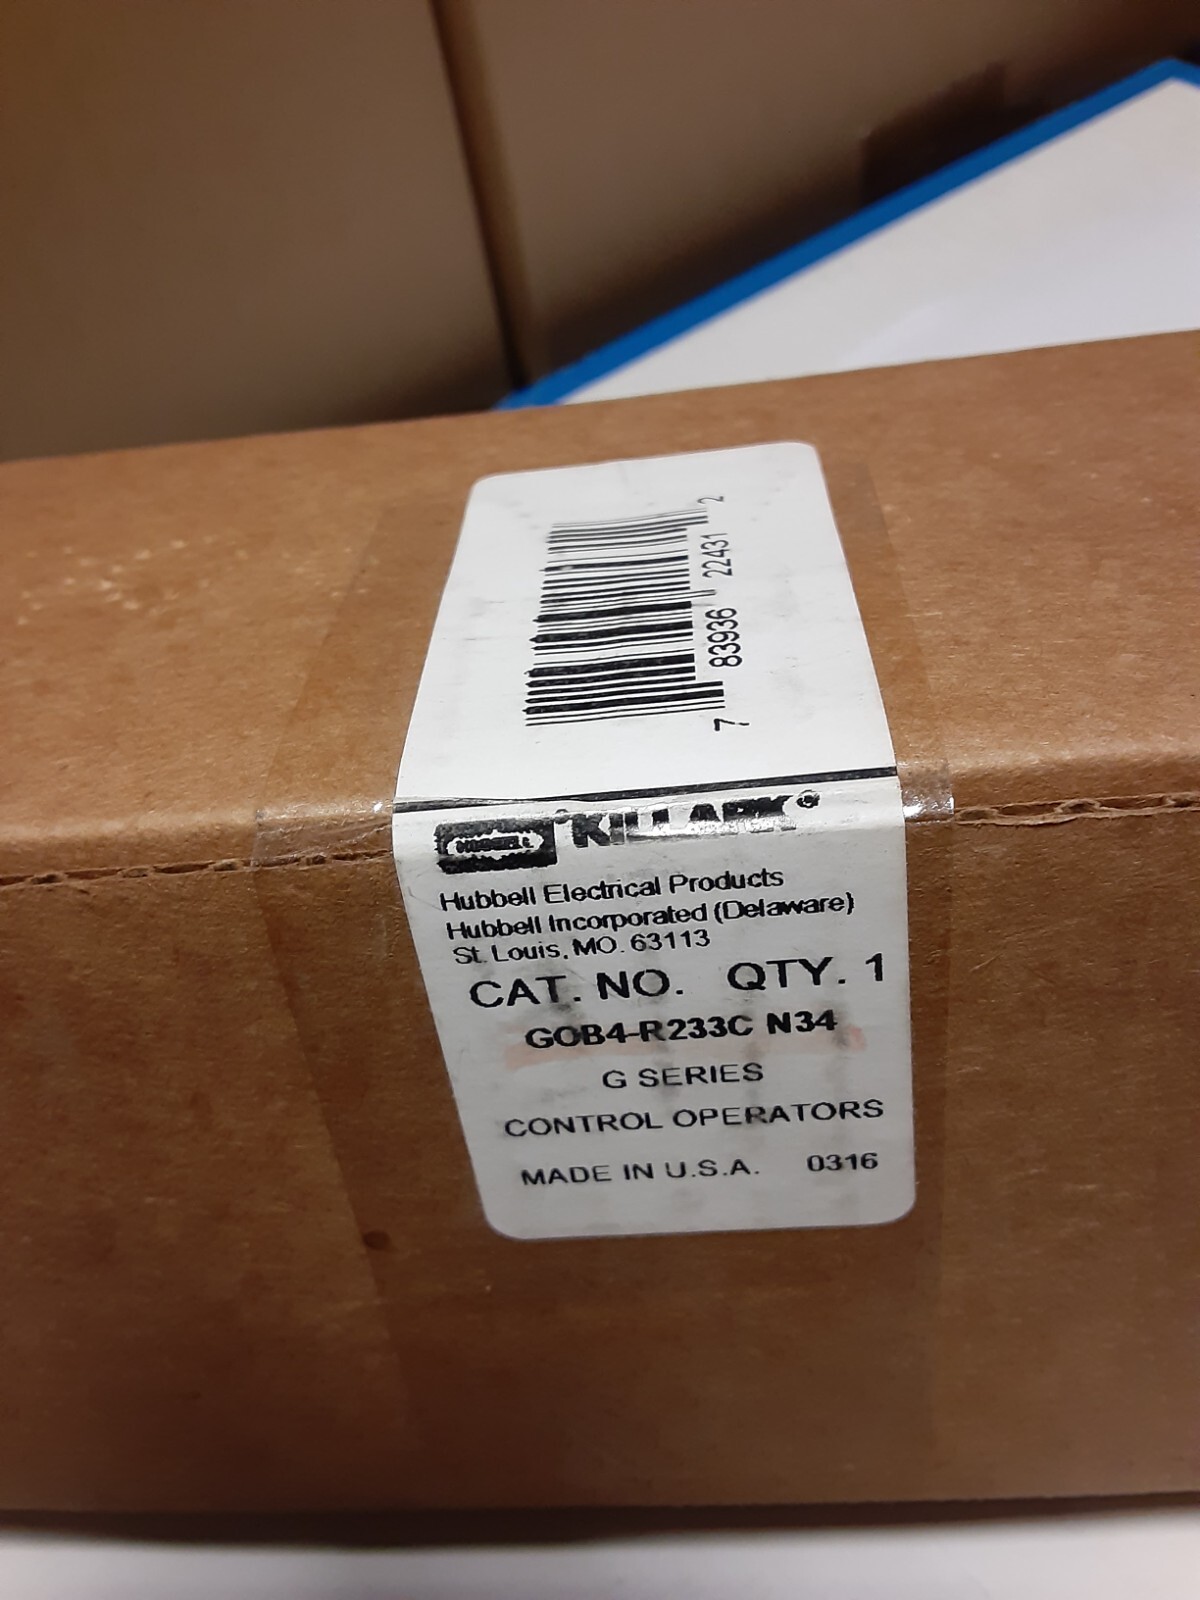 7 83936 22431 2
HUBBELL ® KILLARK®
Hubbell Electrical Products
Hubbell Incorporated (Delaware)
St. Louis, MO. 63113
CAT. NO. QTY. 1
GOB4-R233C N34
G SERIES
CONTROL OPERATORS
MADE IN U.S.A. 0316